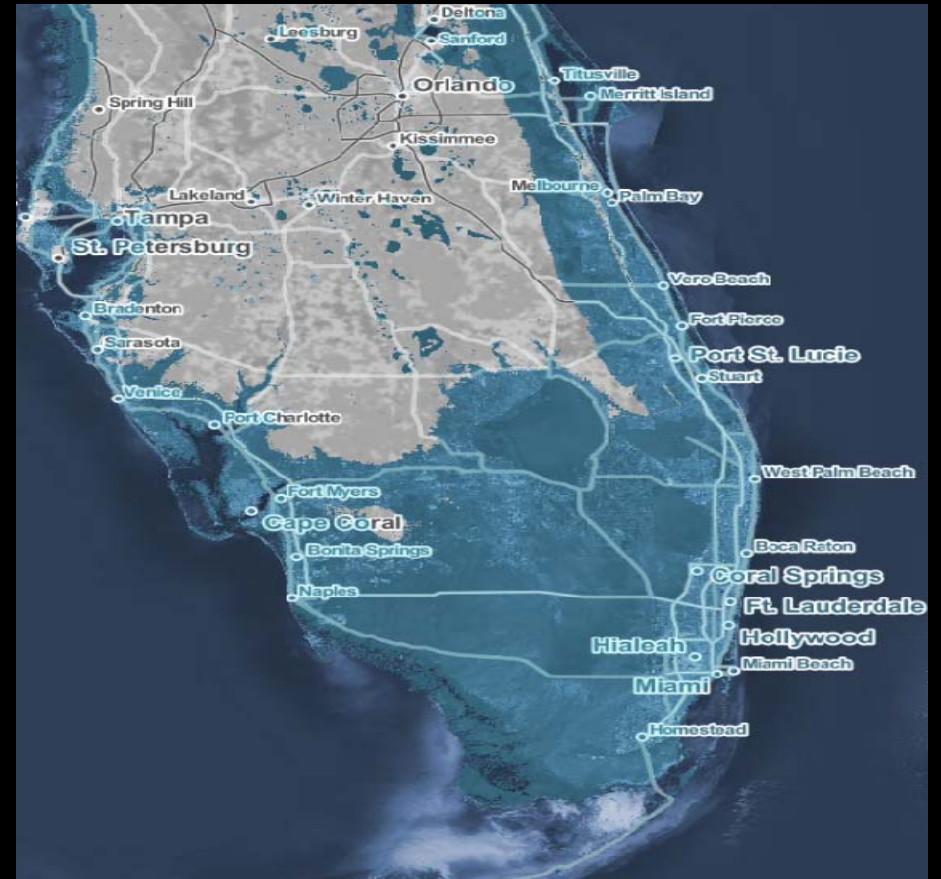 Deltona
Leesburg
Sanford
Titusville
Orlando
Merritt Island
Spring Hill
Kissimmee
Melbourne
Lakeland
Winter Haven
Palm Bay
Tampa
St. Petersburg
Vero Beach
Bradenton
Fort Pierce
Sarasota
Port St. Lucie
Stuart
Venice
Port Charlotte
West Palm Beach
Fort Myers
Cape Coral
Boca Raton
Bonita Springs
Coral Springs
Naples
Ft. Lauderdale
Hollywood
Hialeah
Miami Beach
Miami
Homestead